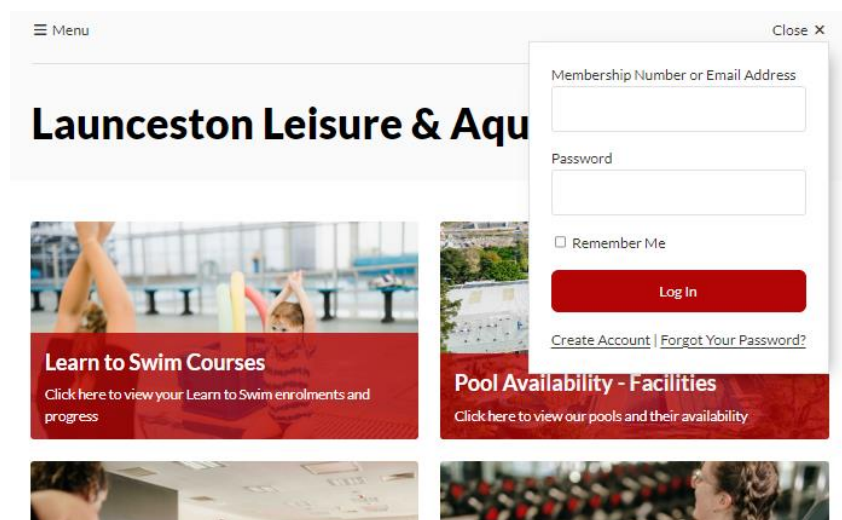 ☰ Menu
Close ✕
Launceston Leisure & Aqu
Membership Number or Email Address
Password
Remember Me
Log In
Create Account | Forgot Your Password?
Learn to Swim Courses
Click here to view your Learn to Swim enrolments and
progress
Pool Availability - Facilities
Click here to view our pools and their availability